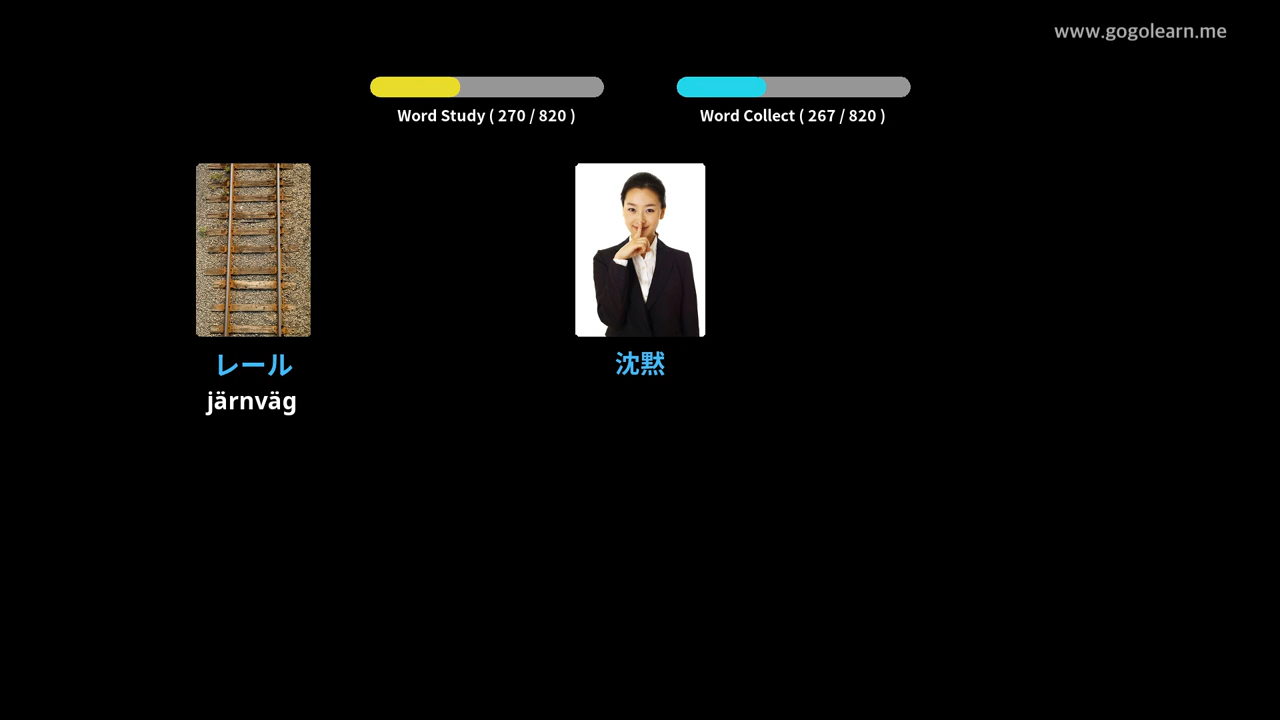 www.gogolearn.me
Word Study ( 270 / 820 )
Word Collect ( 267 / 820 )
レール
järnväg
沈黙